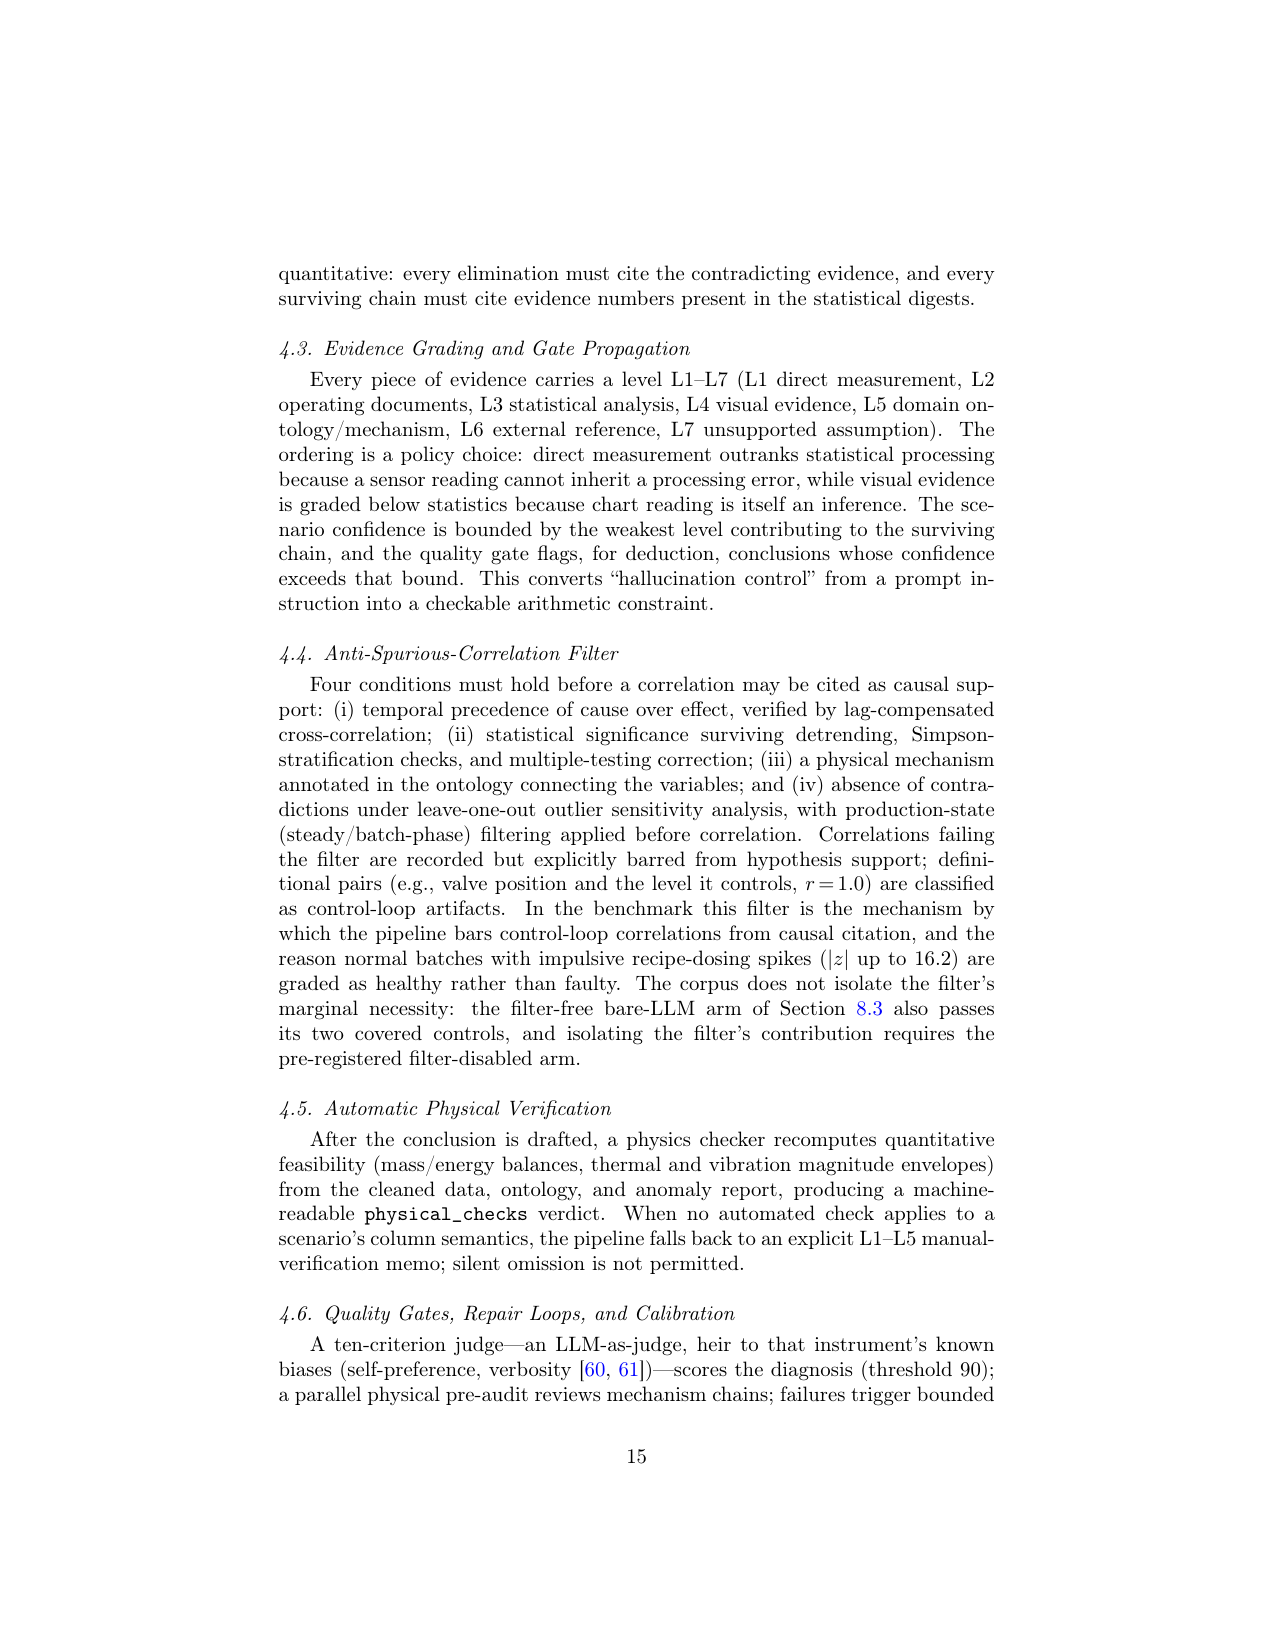 quantitative: every elimination must cite the contradicting evidence, and every
surviving chain must cite evidence numbers present in the statistical digests.
4.3. Evidence Grading and Gate Propagation
Every piece of evidence carries a level L1–L7 (L1 direct measurement, L2
operating documents, L3 statistical analysis, L4 visual evidence, L5 domain on-
tology/mechanism, L6 external reference, L7 unsupported assumption). The
ordering is a policy choice: direct measurement outranks statistical processing
because a sensor reading cannot inherit a processing error, while visual evidence
is graded below statistics because chart reading is itself an inference. The sce-
nario confidence is bounded by the weakest level contributing to the surviving
chain, and the quality gate flags, for deduction, conclusions whose confidence
exceeds that bound. This converts “hallucination control” from a prompt in-
struction into a checkable arithmetic constraint.
4.4. Anti-Spurious-Correlation Filter
Four conditions must hold before a correlation may be cited as causal sup-
port: (i) temporal precedence of cause over effect, verified by lag-compensated
cross-correlation; (ii) statistical significance surviving detrending, Simpson-
stratification checks, and multiple-testing correction; (iii) a physical mechanism
annotated in the ontology connecting the variables; and (iv) absence of contra-
dictions under leave-one-out outlier sensitivity analysis, with production-state
(steady/batch-phase) filtering applied before correlation. Correlations failing
the filter are recorded but explicitly barred from hypothesis support; defini-
tional pairs (e.g., valve position and the level it controls, r = 1.0) are classified
as control-loop artifacts. In the benchmark this filter is the mechanism by
which the pipeline bars control-loop correlations from causal citation, and the
reason normal batches with impulsive recipe-dosing spikes (|z| up to 16.2) are
graded as healthy rather than faulty. The corpus does not isolate the filter’s
marginal necessity: the filter-free bare-LLM arm of Section 8.3 also passes
its two covered controls, and isolating the filter’s contribution requires the
pre-registered filter-disabled arm.
4.5. Automatic Physical Verification
After the conclusion is drafted, a physics checker recomputes quantitative
feasibility (mass/energy balances, thermal and vibration magnitude envelopes)
from the cleaned data, ontology, and anomaly report, producing a machine-
readable physical_checks verdict. When no automated check applies to a
scenario’s column semantics, the pipeline falls back to an explicit L1–L5 manual-
verification memo; silent omission is not permitted.
4.6. Quality Gates, Repair Loops, and Calibration
A ten-criterion judge—an LLM-as-judge, heir to that instrument’s known
biases (self-preference, verbosity [60, 61])—scores the diagnosis (threshold 90);
a parallel physical pre-audit reviews mechanism chains; failures trigger bounded
15